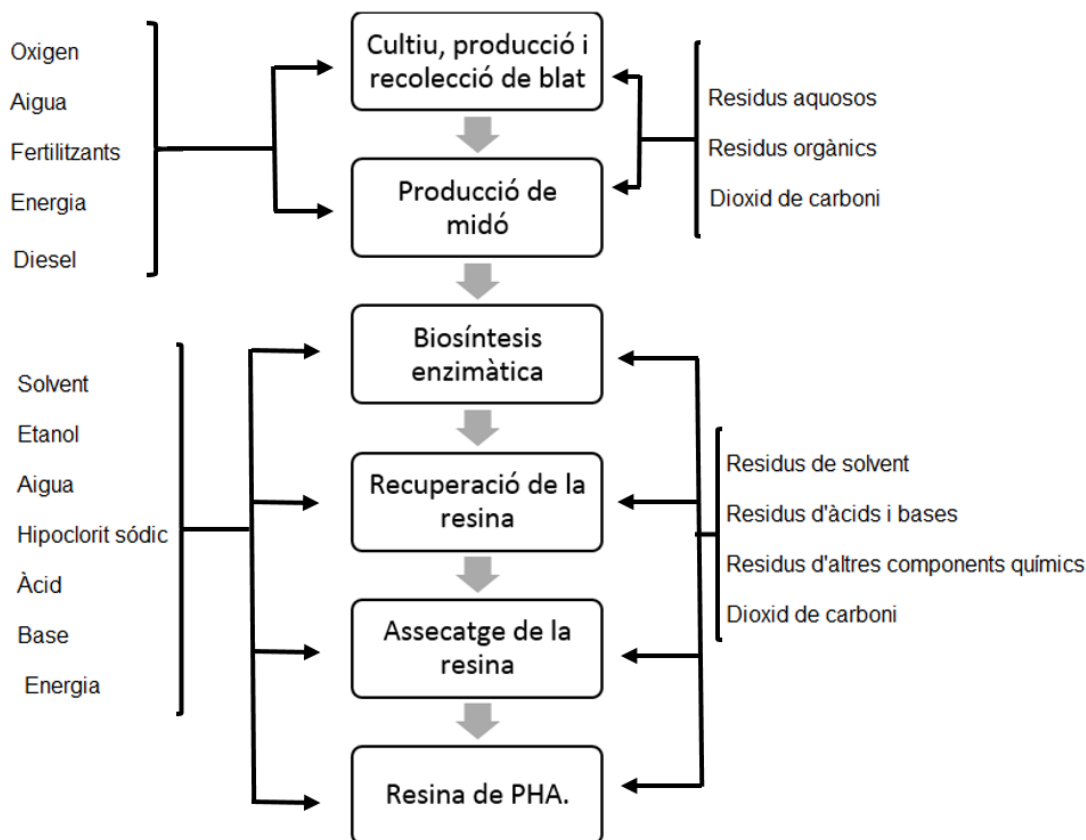 Oxigen
Aigua
Fertilitzants
Energia
Diesel
Cultiu, producció i
recolecció de blat
Producció de
midó
Residus aquosos
Residus orgànics
Dioxid de carboni
Solvent
Etanol
Aigua
Hipoclorit sódic
Àcid
Base
Energia
Biosíntesis
enzimàtica
Recuperació de la
resina
Assecatge de la
resina
Resina de PHA.
Residus de solvent
Residus d'àcids i bases
Residus d'altres components químics
Dioxid de carboni